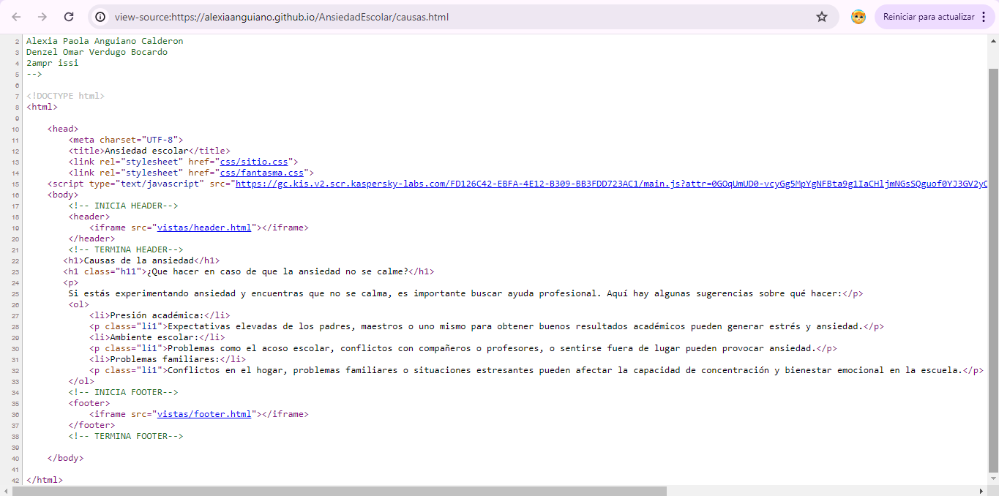 view-source:https://alexiaanguiano.github.io/AnsiedadEscolar/causas.html
Reiniciar para actualizar
2 Alexia Paola Anguiano Calderon
3 Denzel Omar Verdugo Bocardo
4 2ampr issi
5 -->
6
7 <!DOCTYPE html>
8 <html>
9
10 <head>
11 <meta charset="UTF-8">
12 <title>Ansiedad escolar</title>
13 <link rel="stylesheet" href="css/sitio.css">
14 <link rel="stylesheet" href="css/fantasma.css">
15 <script type="text/javascript" src="https://gc.kis.v2.scr.kaspersky-labs.com/FD126C42-EBFA-4E12-B309-BB3FDD723AC1/main.js?attr=0GOqUmUD0-vcyGg5MpYgNFBta9g1IaCHljmNGsSQguof0YJ3GV2yC
16 <body>
17 <!-- INICIA HEADER-->
18 <header>
19 <iframe src="vistas/header.html"></iframe>
20 </header>
21 <!-- TERMINA HEADER-->
22 <h1>Causas de la ansiedad</h1>
23 <h1 class="h11">¿Que hacer en caso de que la ansiedad no se calme?</h1>
24 <p>
25 Si estás experimentando ansiedad y encuentras que no se calma, es importante buscar ayuda profesional. Aquí hay algunas sugerencias sobre qué hacer:</p>
26 <ol>
27 <li>Presión académica:</li>
28 <p class="li1">Expectativas elevadas de los padres, maestros o uno mismo para obtener buenos resultados académicos pueden generar estrés y ansiedad.</p>
29 <li>Ambiente escolar:</li>
30 <p class="li1">Problemas como el acoso escolar, conflictos con compañeros o profesores, o sentirse fuera de lugar pueden provocar ansiedad.</p>
31 <li>Problemas familiares:</li>
32 <p class="li1">Conflictos en el hogar, problemas familiares o situaciones estresantes pueden afectar la capacidad de concentración y bienestar emocional en la escuela.</p>
33 </ol>
34 <!-- INICIA FOOTER-->
35 <footer>
36 <iframe src="vistas/footer.html"></iframe>
37 </footer>
38 <!-- TERMINA FOOTER-->
39
40 </body>
41
42 </html>